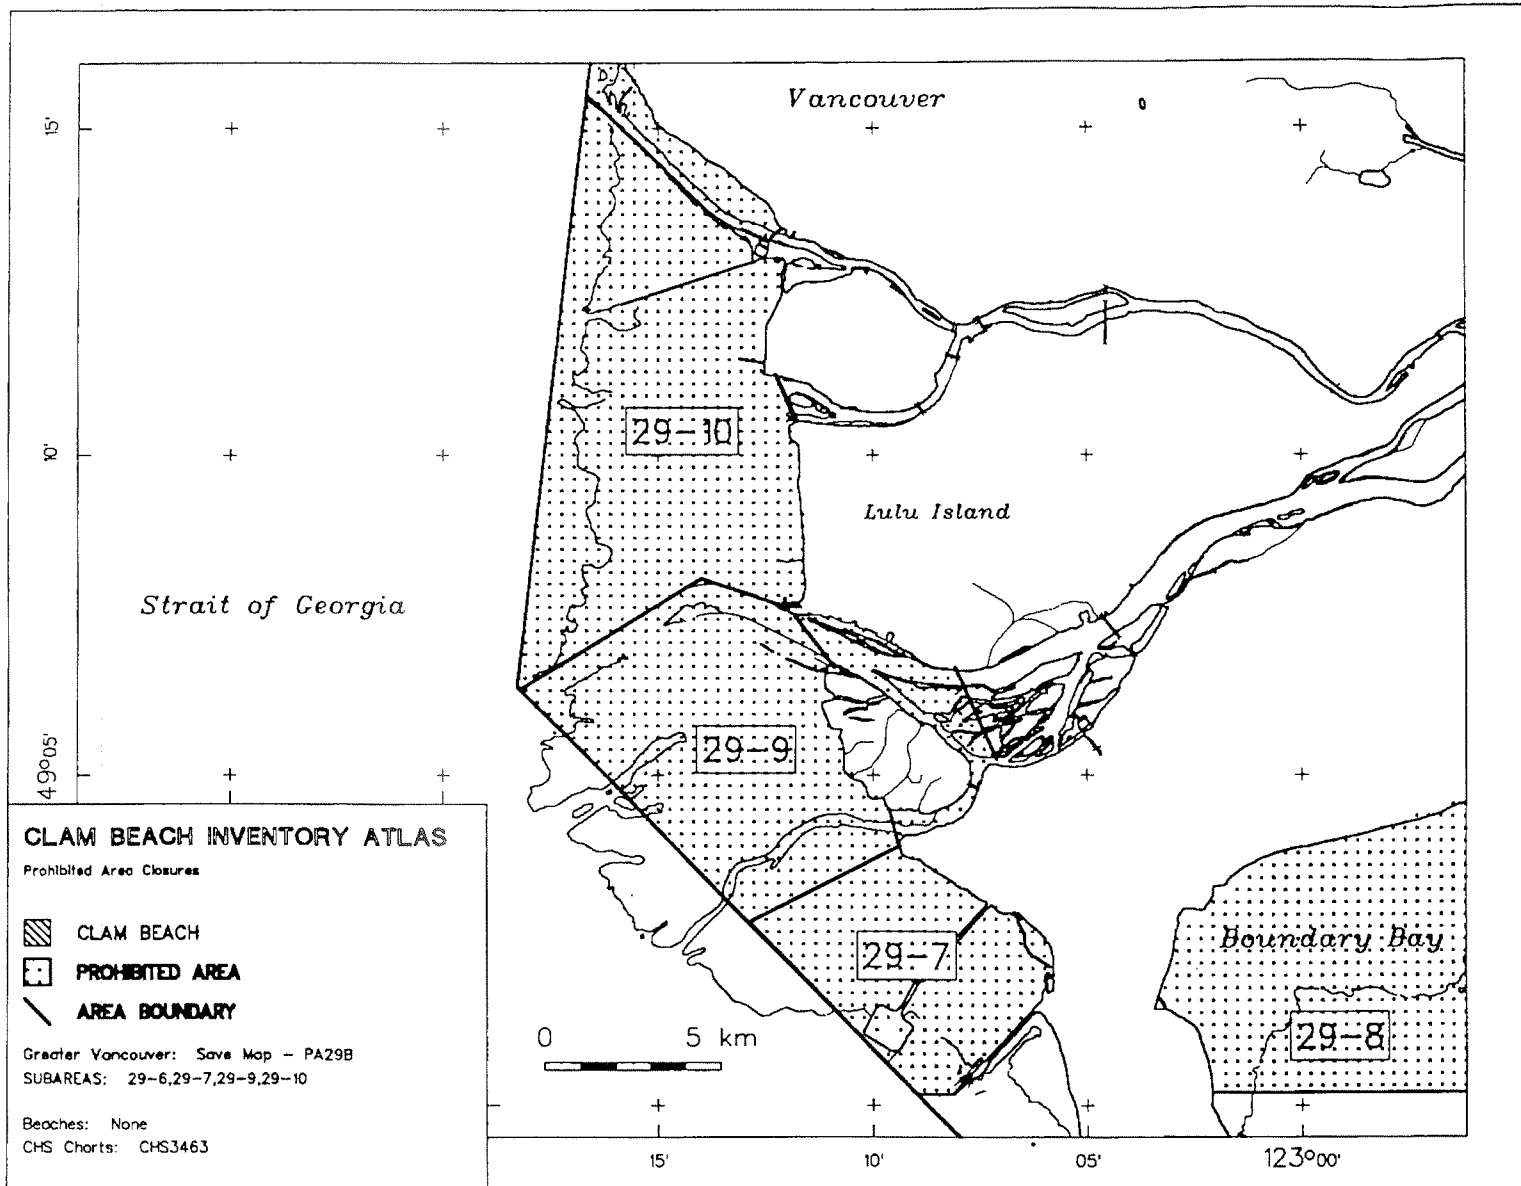 Vancouver
15'
29-10
10'
Lulu Island
Strait of Georgia
29-9
49°05'
CLAM BEACH INVENTORY ATLAS
Prohibited Area Closures
CLAM BEACH
PROHIBITED AREA
AREA BOUNDARY
Greater Vancouver: Save Map - PA29B
SUBAREAS: 29-6,29-7,29-9,29-10
Beaches: None
CHS Charts: CHS3463
Boundary Bay
29-7
29-8
0 5 km
15' 10' 05' 123°00'